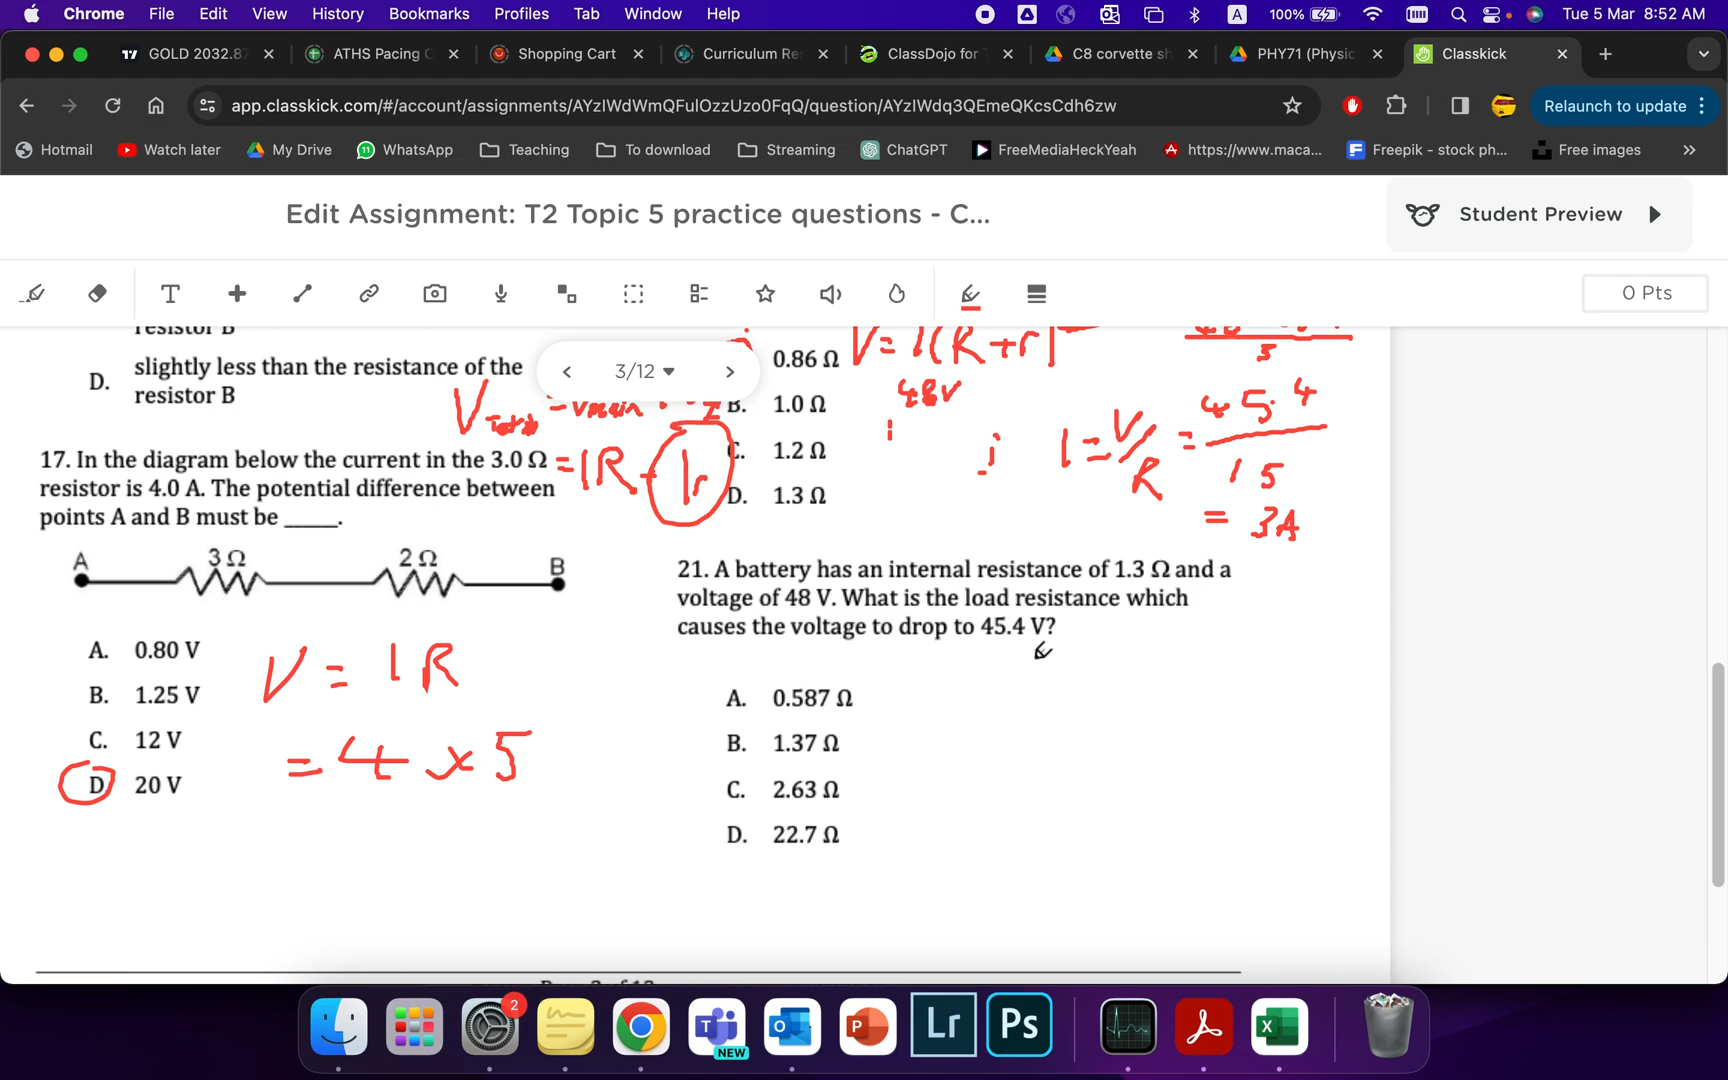 Chrome File Edit View History Bookmarks Profiles Tab Window Help A 100% Tue 5 Mar 8:52 AM
GOLD 2032.87 ATHS Pacing C Shopping Cart Curriculum Re ClassDojo for C8 corvette sh PHY71 (Physic Classkick
app.classkick.com/#/account/assignments/AYzIWdWmQFulOzzUzo0FqQ/question/AYzIWdq3QEmeQKcsCdh6zw Relaunch to update
Hotmail Watch later My Drive WhatsApp Teaching To download Streaming ChatGPT FreeMediaHeckYeah https://www.maca... Freepik - stock ph... Free images
Edit Assignment: T2 Topic 5 practice questions - C... Student Preview
T 0 Pts
resistor B
D. slightly less than the resistance of the
resistor B
3/12
17. In the diagram below the current in the 3.0 Ω
resistor is 4.0 A. The potential difference between
points A and B must be _____.
A 3 Ω 2 Ω B
A. 0.80 V
B. 1.25 V
C. 12 V
D 20 V
V = IR
= 4 x 5
= IR - Ir
0.86 Ω
B. 1.0 Ω
C. 1.2 Ω
D. 1.3 Ω
V = I(R + r)
48V
I = V/R = 45.4
15
= 3A
21. A battery has an internal resistance of 1.3 Ω and a
voltage of 48 V. What is the load resistance which
causes the voltage to drop to 45.4 V?
A. 0.587 Ω
B. 1.37 Ω
C. 2.63 Ω
D. 22.7 Ω
2 NEW
T O P Lr Ps X